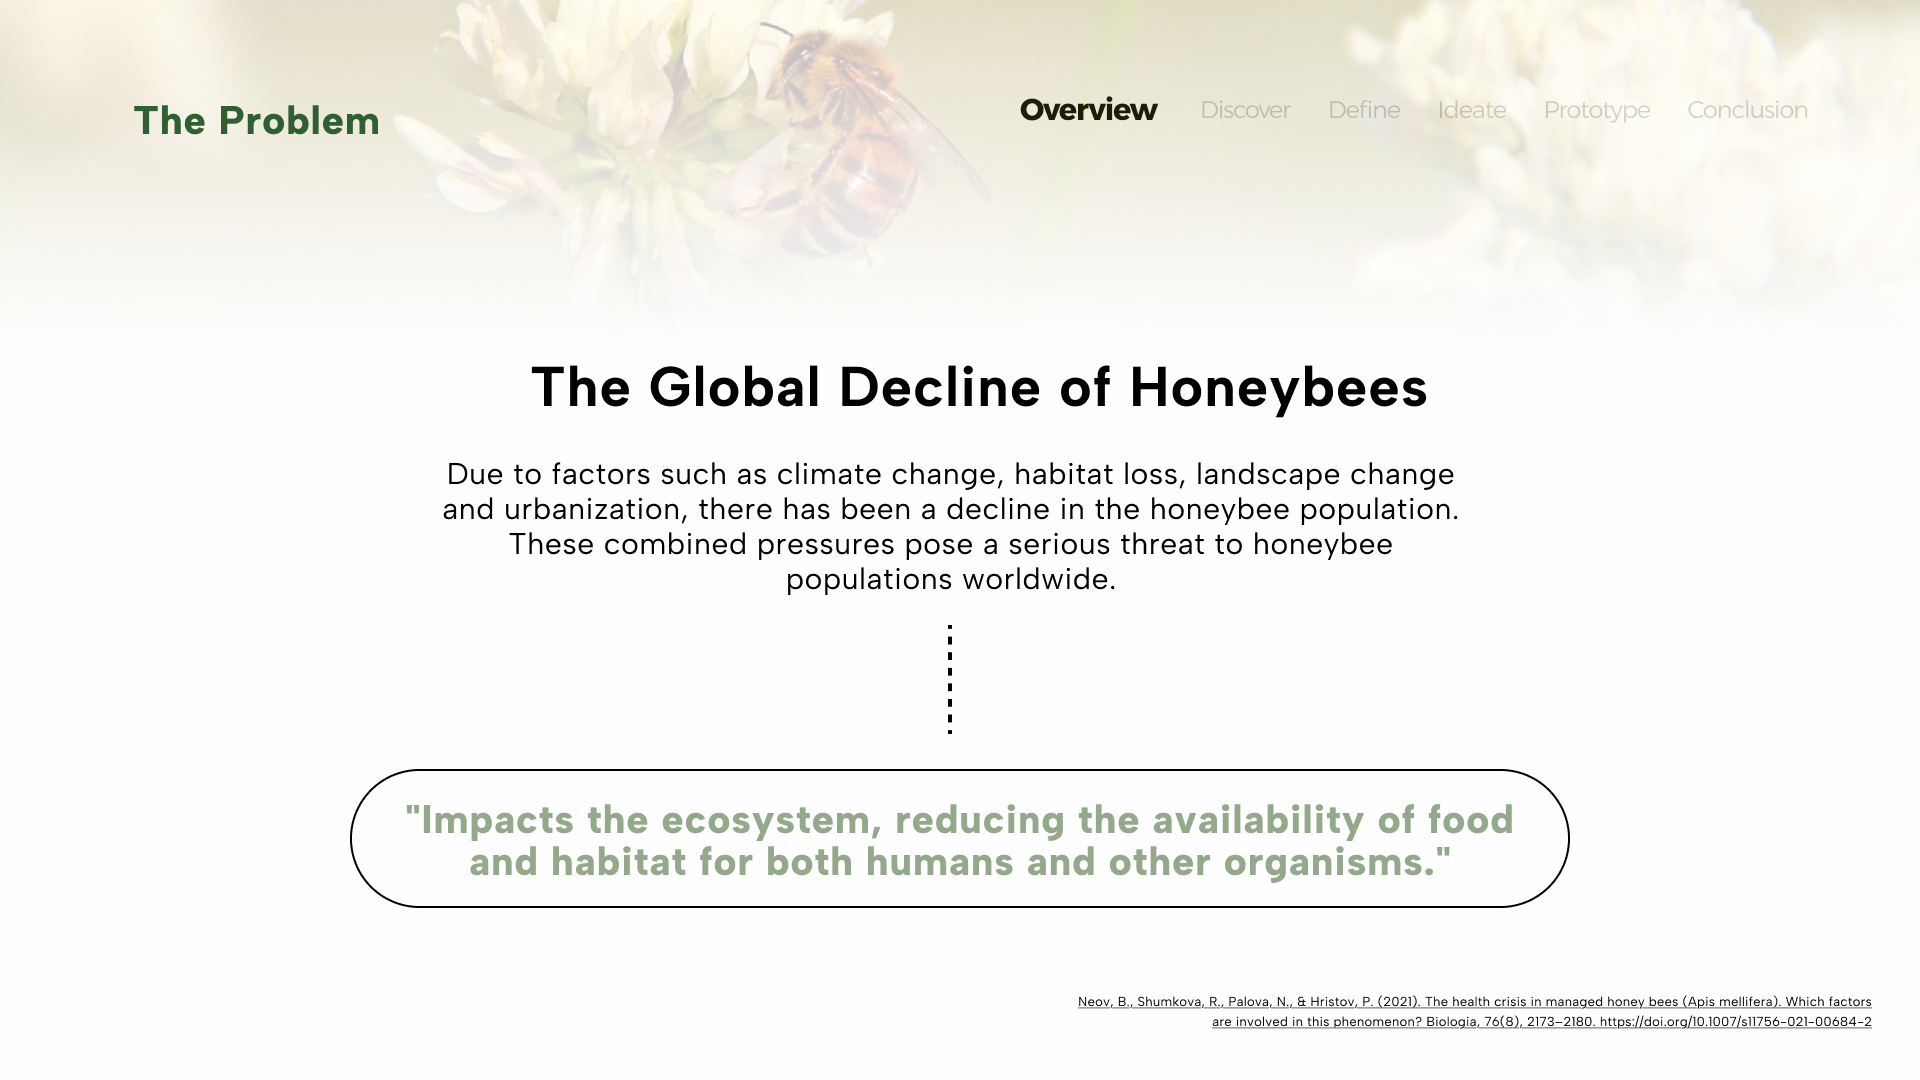 The Problem
Overview Discover Define Ideate Prototype Conclusion
The Global Decline of Honeybees
Due to factors such as climate change, habitat loss, landscape change
and urbanization, there has been a decline in the honeybee population.
These combined pressures pose a serious threat to honeybee
populations worldwide.
"Impacts the ecosystem, reducing the availability of food
and habitat for both humans and other organisms."
Neov, B., Shumkova, R., Palova, N., & Hristov, P. (2021). The health crisis in managed honey bees (Apis mellifera). Which factors
are involved in this phenomenon? Biologia, 76(8), 2173–2180. https://doi.org/10.1007/s11756-021-00684-2